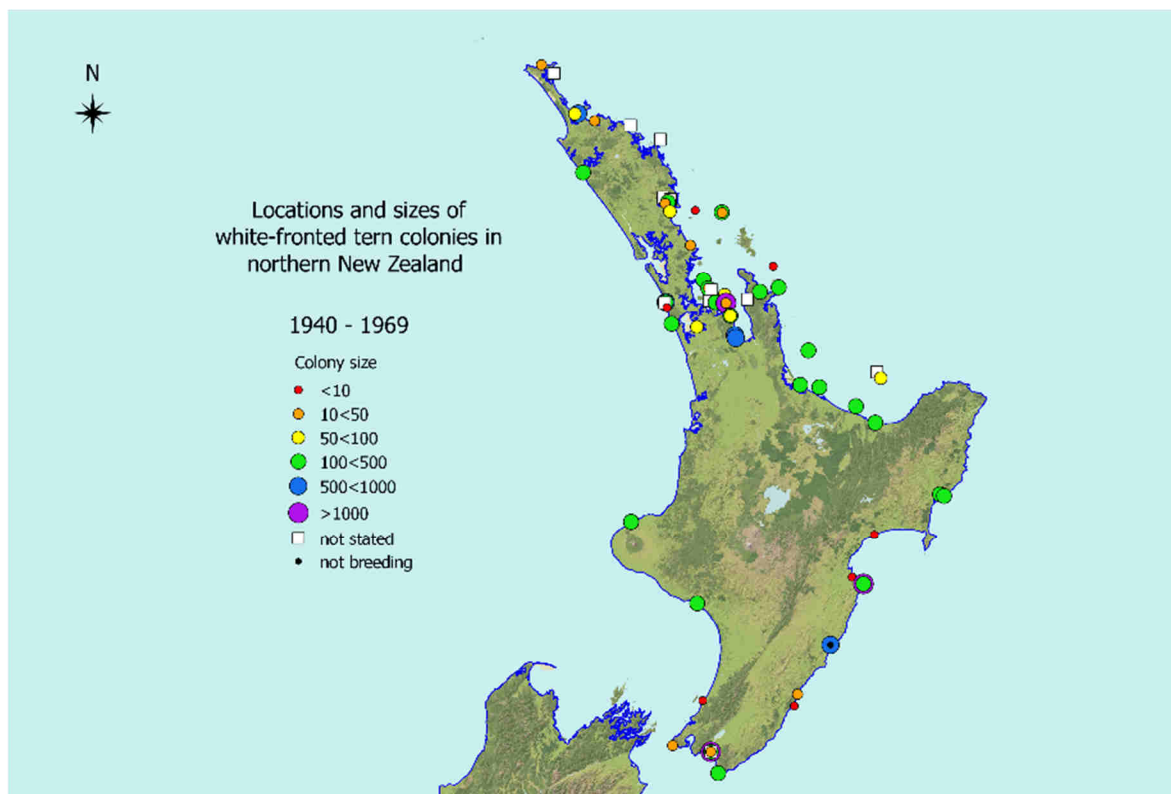 N
Locations and sizes of
white-fronted tern colonies in
northern New Zealand
1940 - 1969
Colony size
<10
10<50
50<100
100<500
500<1000
>1000
not stated
not breeding